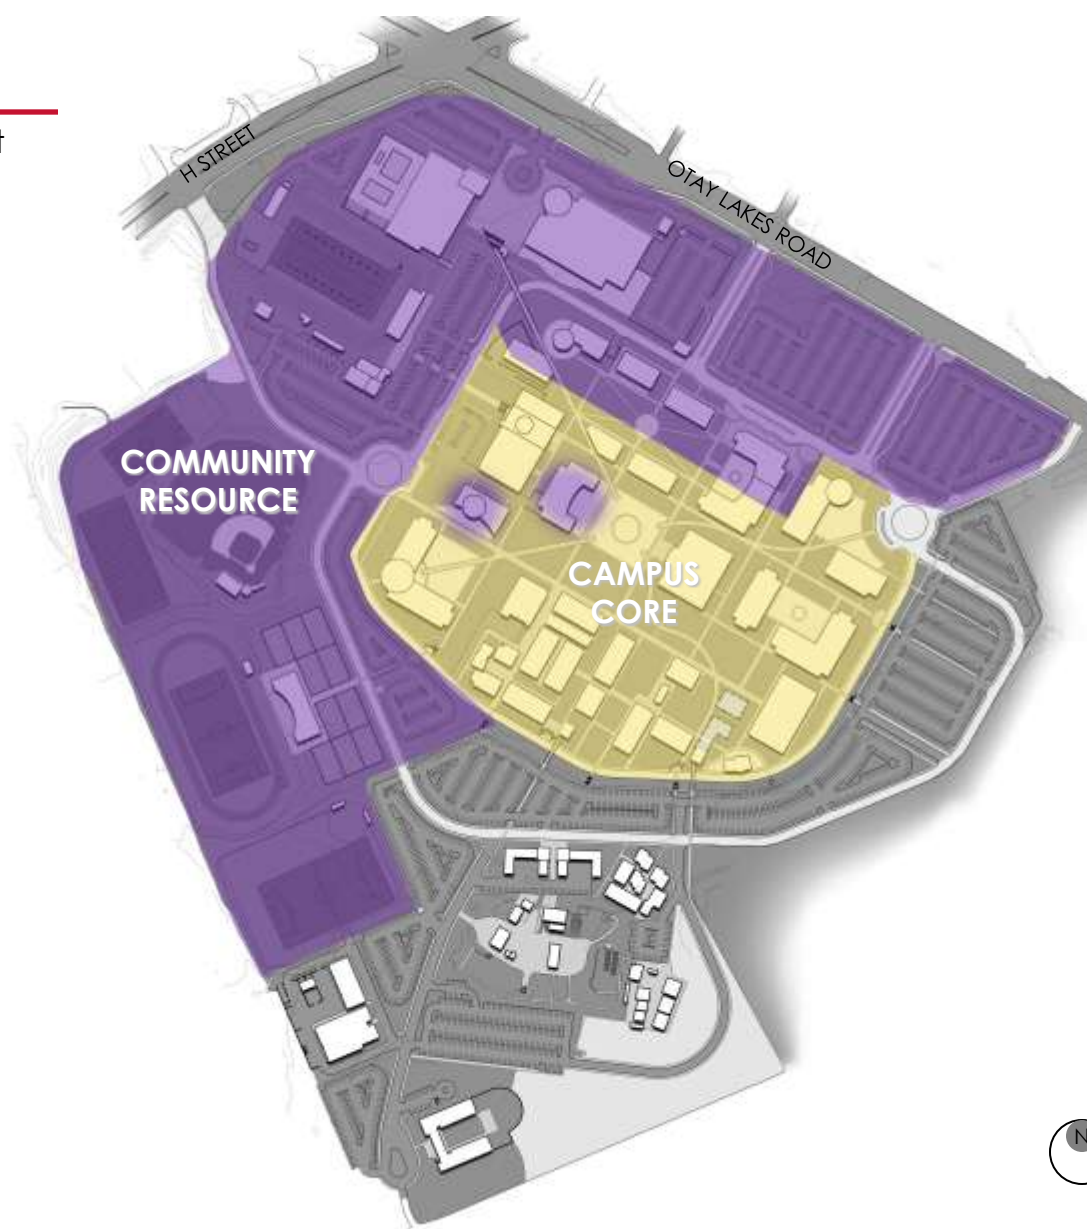 t
H STREET
OTAY LAKES ROAD
COMMUNITY
RESOURCE
CAMPUS
CORE
N